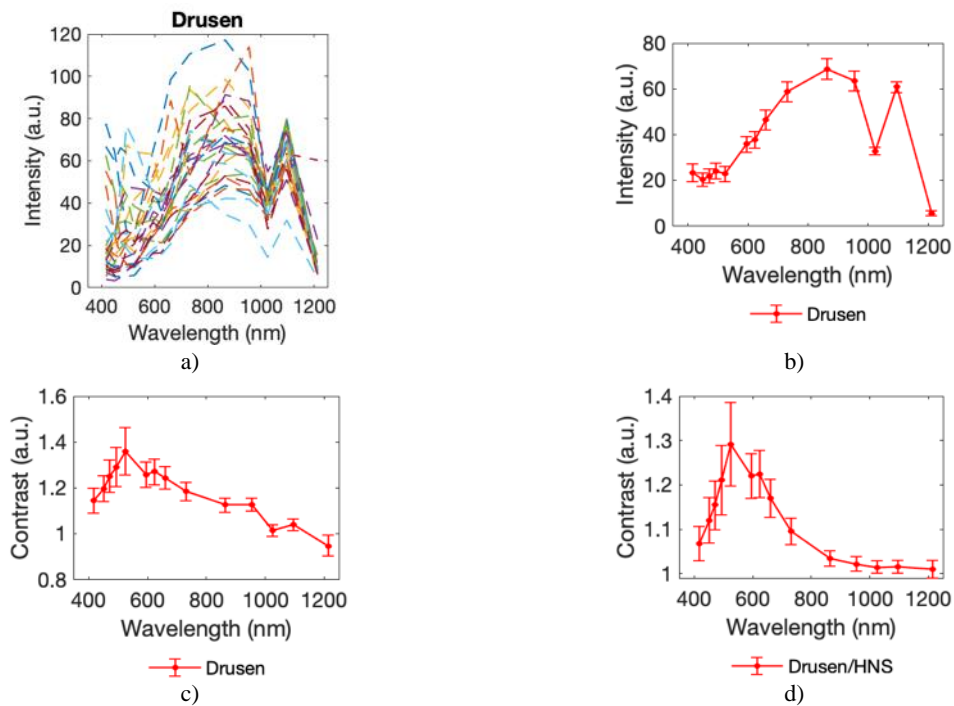 Drusen
120
100
80
60
40
20
0
Intensity (a.u.)
400 600 800 1000 1200
Wavelength (nm)
a)
80
60
40
20
0
Intensity (a.u.)
400 600 800 1000 1200
Wavelength (nm)
Drusen
b)
1.6
1.4
1.2
1
0.8
Contrast (a.u.)
400 600 800 1000 1200
Wavelength (nm)
Drusen
c)
1.4
1.3
1.2
1.1
1
Contrast (a.u.)
400 600 800 1000 1200
Wavelength (nm)
Drusen/HNS
d)